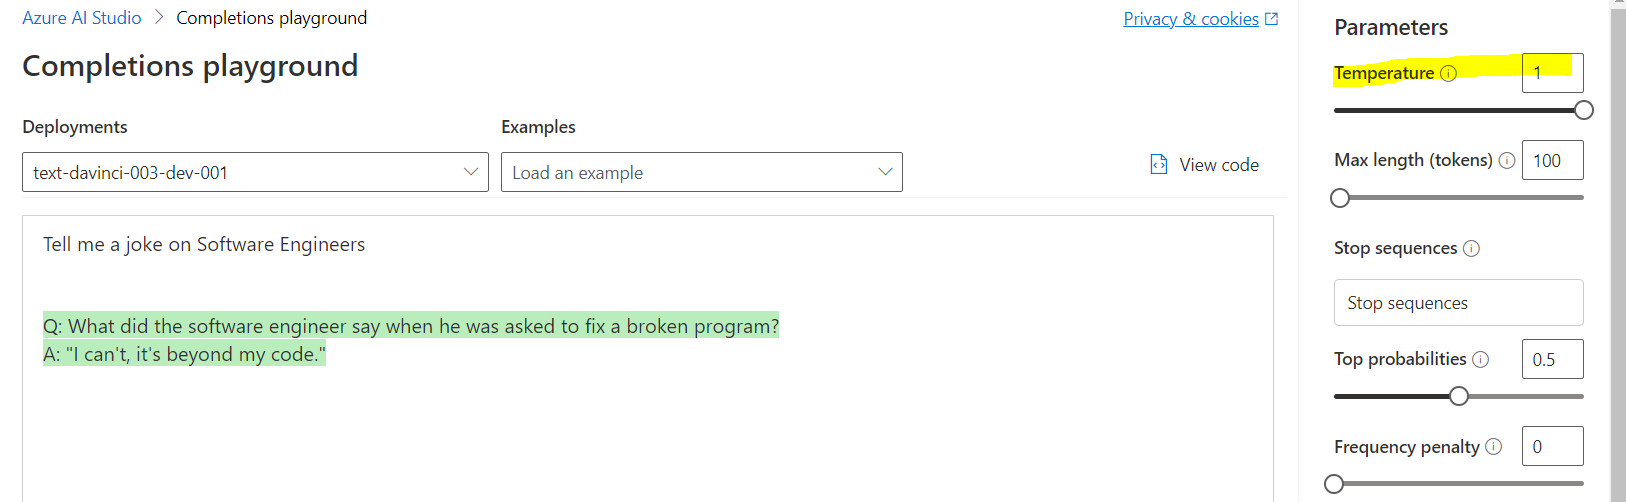 Azure AI Studio > Completions playground
Privacy & cookies
Completions playground
Deployments
Examples
text-davinci-003-dev-001
Load an example
View code
Tell me a joke on Software Engineers
Q: What did the software engineer say when he was asked to fix a broken program?
A: "I can't, it's beyond my code."
Parameters
Temperature
1
Max length (tokens)
100
Stop sequences
Stop sequences
Top probabilities
0.5
Frequency penalty
0